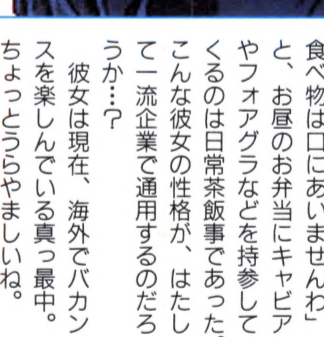 食べ物は口にあいませんわ」
と、お昼のお弁当にキャビア
やフォアグラなどを持参して
くるのは日常茶飯事であった。
こんな彼女の性格が、はたし
て一流企業で通用するのだろ
うか…?
彼女は現在、海外でバカン
スを楽しんでいる真っ最中。
ちょっとうらやましいね。